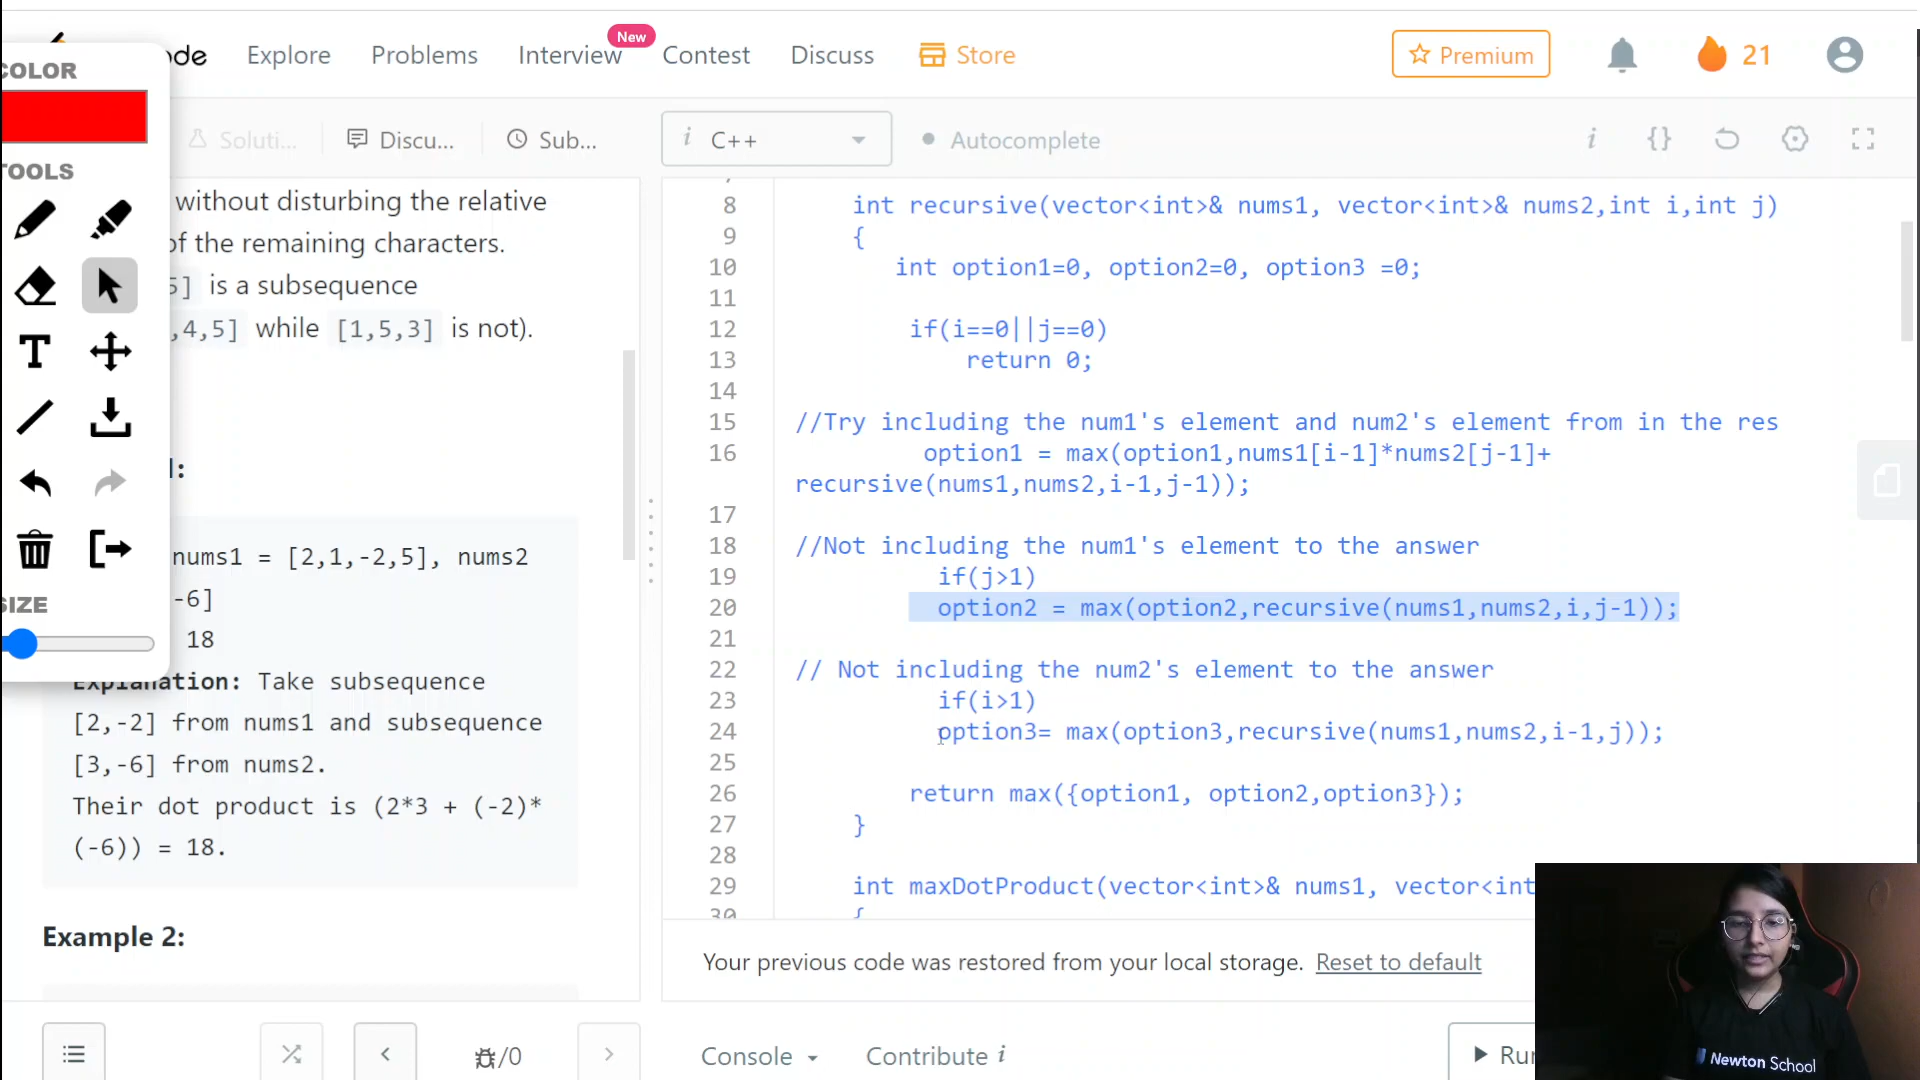 ode
Explore
Problems
Interview
New
Contest
Discuss
Store
Premium
21
COLOR
TOOLS
SIZE
Soluti...
Discu...
Sub...
i
C++
Autocomplete
i
{}
without disturbing the relative
of the remaining characters.
5] is a subsequence
,4,5] while [1,5,3] is not).
l:
nums1 = [2,1,-2,5], nums2
-6]
18
Explanation: Take subsequence
[2,-2] from nums1 and subsequence
[3,-6] from nums2.
Their dot product is (2*3 + (-2)*
(-6)) = 18.
Example 2:
8 int recursive(vector<int>& nums1, vector<int>& nums2,int i,int j)
9 {
10 int option1=0, option2=0, option3 =0;
11
12 if(i==0||j==0)
13 return 0;
14
15 //Try including the num1's element and num2's element from in the res
16 option1 = max(option1,nums1[i-1]*nums2[j-1]+
recursive(nums1,nums2,i-1,j-1));
17
18 //Not including the num1's element to the answer
19 if(j>1)
20 option2 = max(option2,recursive(nums1,nums2,i,j-1));
21
22 // Not including the num2's element to the answer
23 if(i>1)
24 option3= max(option3,recursive(nums1,nums2,i-1,j));
25
26 return max({option1, option2,option3});
27 }
28
29 int maxDotProduct(vector<int>& nums1, vector<int
30 {
Your previous code was restored from your local storage. Reset to default
/0
Console
Contribute i
Run
Newton School